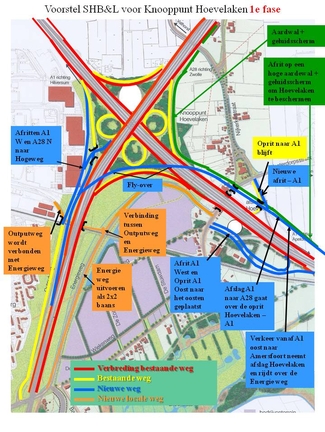 Voorstel SHB&L voor Knooppunt Hoevelaken 1e fase
Aardwal +
geluidsscherm
A1 richting
Hilversum
A28 richting
Zwolle
Knooppunt
Hoevelaken
Afrit op een
hoge aardwal +
geluidsscherm
om Hoevelaken
te beschermen
Afritten A1
W en A28 N
naar
Hogeweg
Oprit naar A1
blijft
Nieuwe
afrit – A1
Fly-over
Outputweg
wordt
verbonden
met
Energieweg
Verbinding
tussen
Outputweg
en
Energieweg
Energie
weg
uitvoeren
als 2x2
baans
Afrit A1
West en
Oprit A1
Oost naar
het oosten
geplaatst
Afslag A1
naar A28 gaat
over de oprit
Hoevelaken –
A1
Verkeer vanaf A1
oost naar
Amersfoort neemt
afslag Hoevelaken
en rijdt over de
Energieweg
Verbreding bestaande weg
Bestaande weg
Nieuwe weg
Nieuwe locale weg